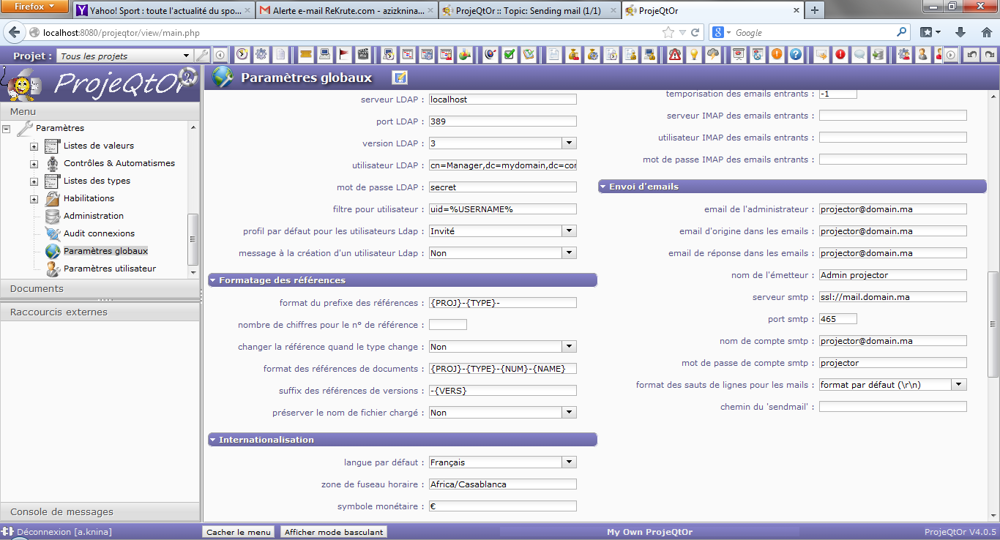 Firefox
Yahoo! Sport : toute l'actualité du spo...
Alerte e-mail ReKrute.com - azizknina...
ProjeQtOr :: Topic: Sending mail (1/1)
ProjeQtOr
localhost:8080/projeqtor/view/main.php
Google
Projet : Tous les projets
ProjeQtOr
Paramètres globaux
Menu
Paramètres
Listes de valeurs
Contrôles & Automatismes
Listes des types
Habilitations
Administration
Audit connexions
Paramètres globaux
Paramètres utilisateur
Documents
Raccourcis externes
Console de messages
serveur LDAP : localhost
port LDAP : 389
version LDAP : 3
utilisateur LDAP : cn=Manager,dc=mydomain,dc=con
mot de passe LDAP : secret
filtre pour utilisateur : uid=%USERNAME%
profil par défaut pour les utilisateurs Ldap : Invité
message à la création d'un utilisateur Ldap : Non
Formatage des références
format du prefixe des références : {PROJ}-{TYPE}-
nombre de chiffres pour le n° de référence :
changer la référence quand le type change : Non
format des références de documents : {PROJ}-{TYPE}-{NUM}-{NAME}
suffix des références de versions : -{VERS}
préserver le nom de fichier chargé : Non
Internationalisation
langue par défaut : Français
zone de fuseau horaire : Africa/Casablanca
symbole monétaire : €
temporisation des emails entrants : -1
serveur IMAP des emails entrants :
utilisateur IMAP des emails entrants :
mot de passe IMAP des emails entrants :
Envoi d'emails
email de l'administrateur : projector@domain.ma
email d'origine dans les emails : projector@domain.ma
email de réponse dans les emails : projector@domain.ma
nom de l'émetteur : Admin projector
serveur smtp : ssl://mail.domain.ma
port smtp : 465
nom de compte smtp : projector@domain.ma
mot de passe de compte smtp : projector
format des sauts de lignes pour les mails : format par défaut (\r\n)
chemin du 'sendmail' :
Déconnexion [a.knina]
Cacher le menu
Afficher mode basculant
My Own ProjeQtOr
ProjeQtOr V4.0.5